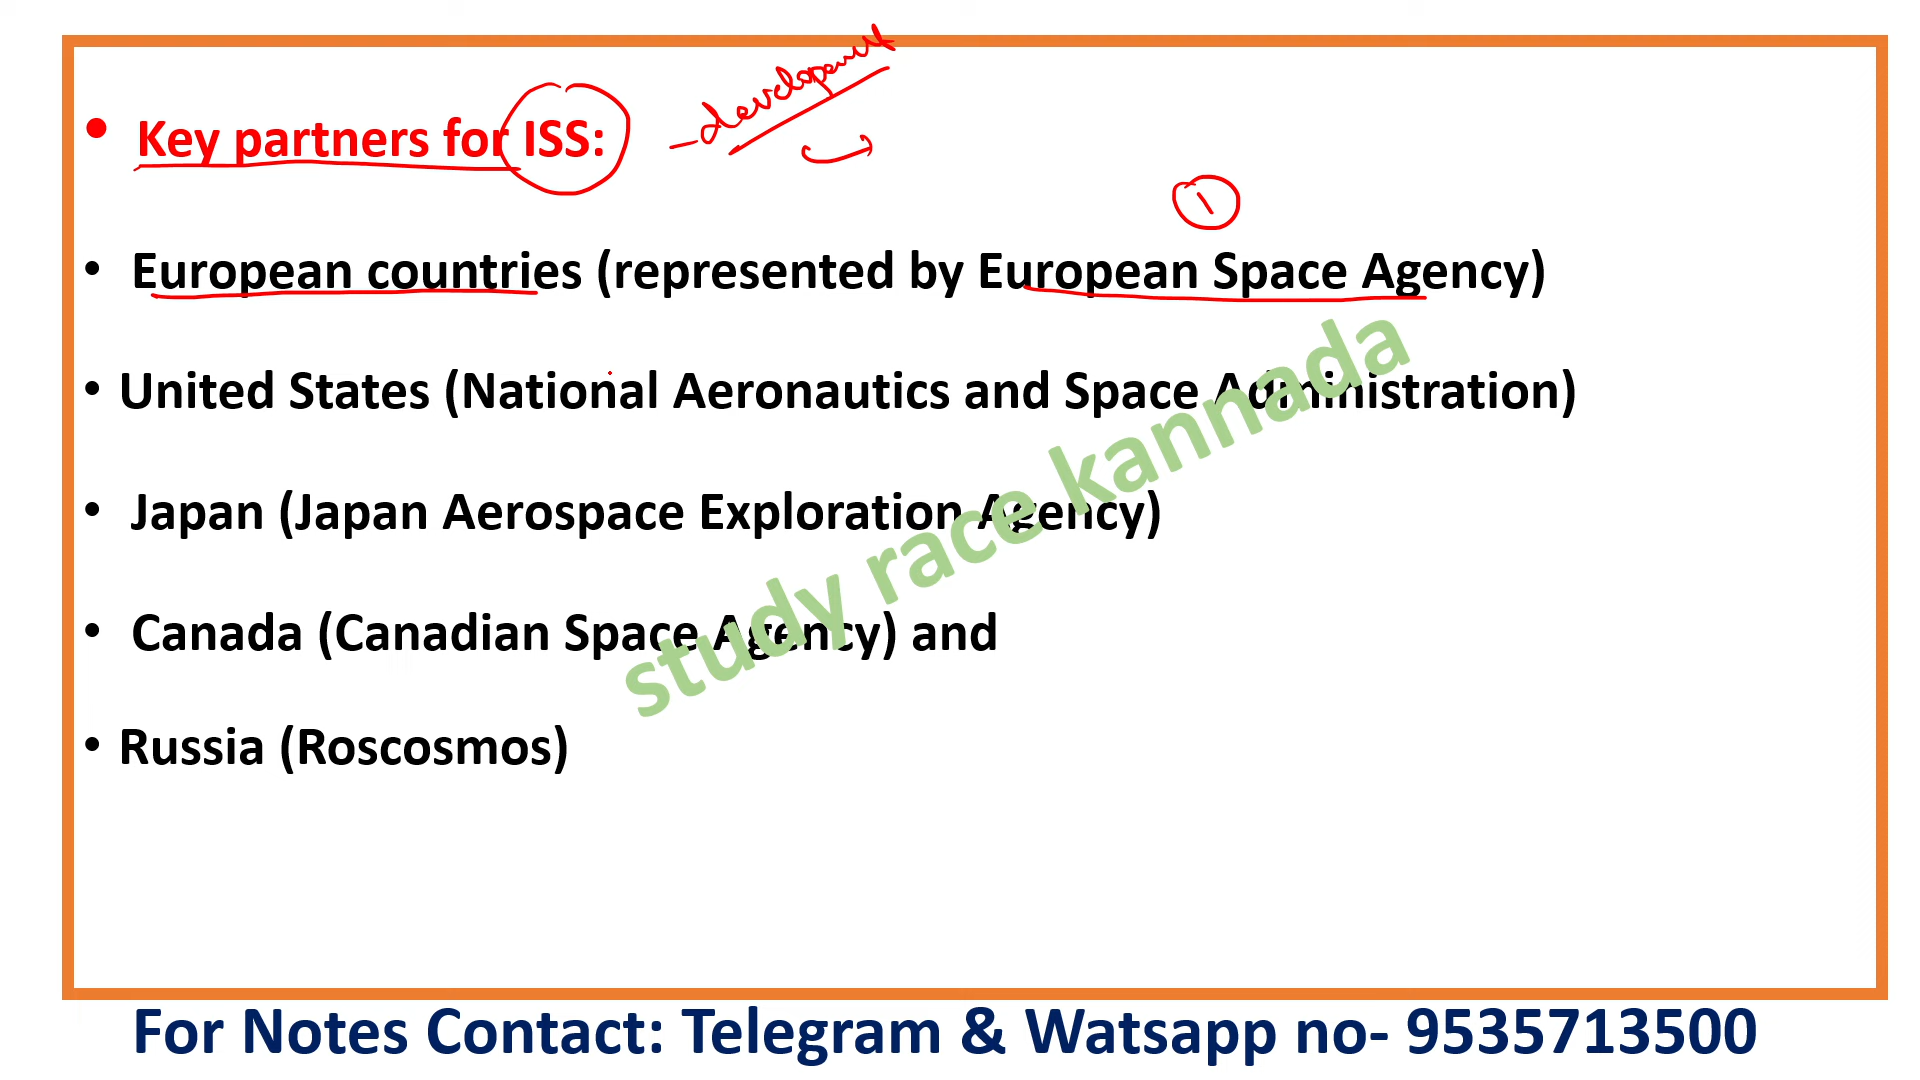 -development
• Key partners for ISS:
1
• European countries (represented by European Space Agency)
• United States (National Aeronautics and Space Administration)
• Japan (Japan Aerospace Exploration Agency)
• Canada (Canadian Space Agency) and
• Russia (Roscosmos)
study race kannada
For Notes Contact: Telegram & Watsapp no- 9535713500